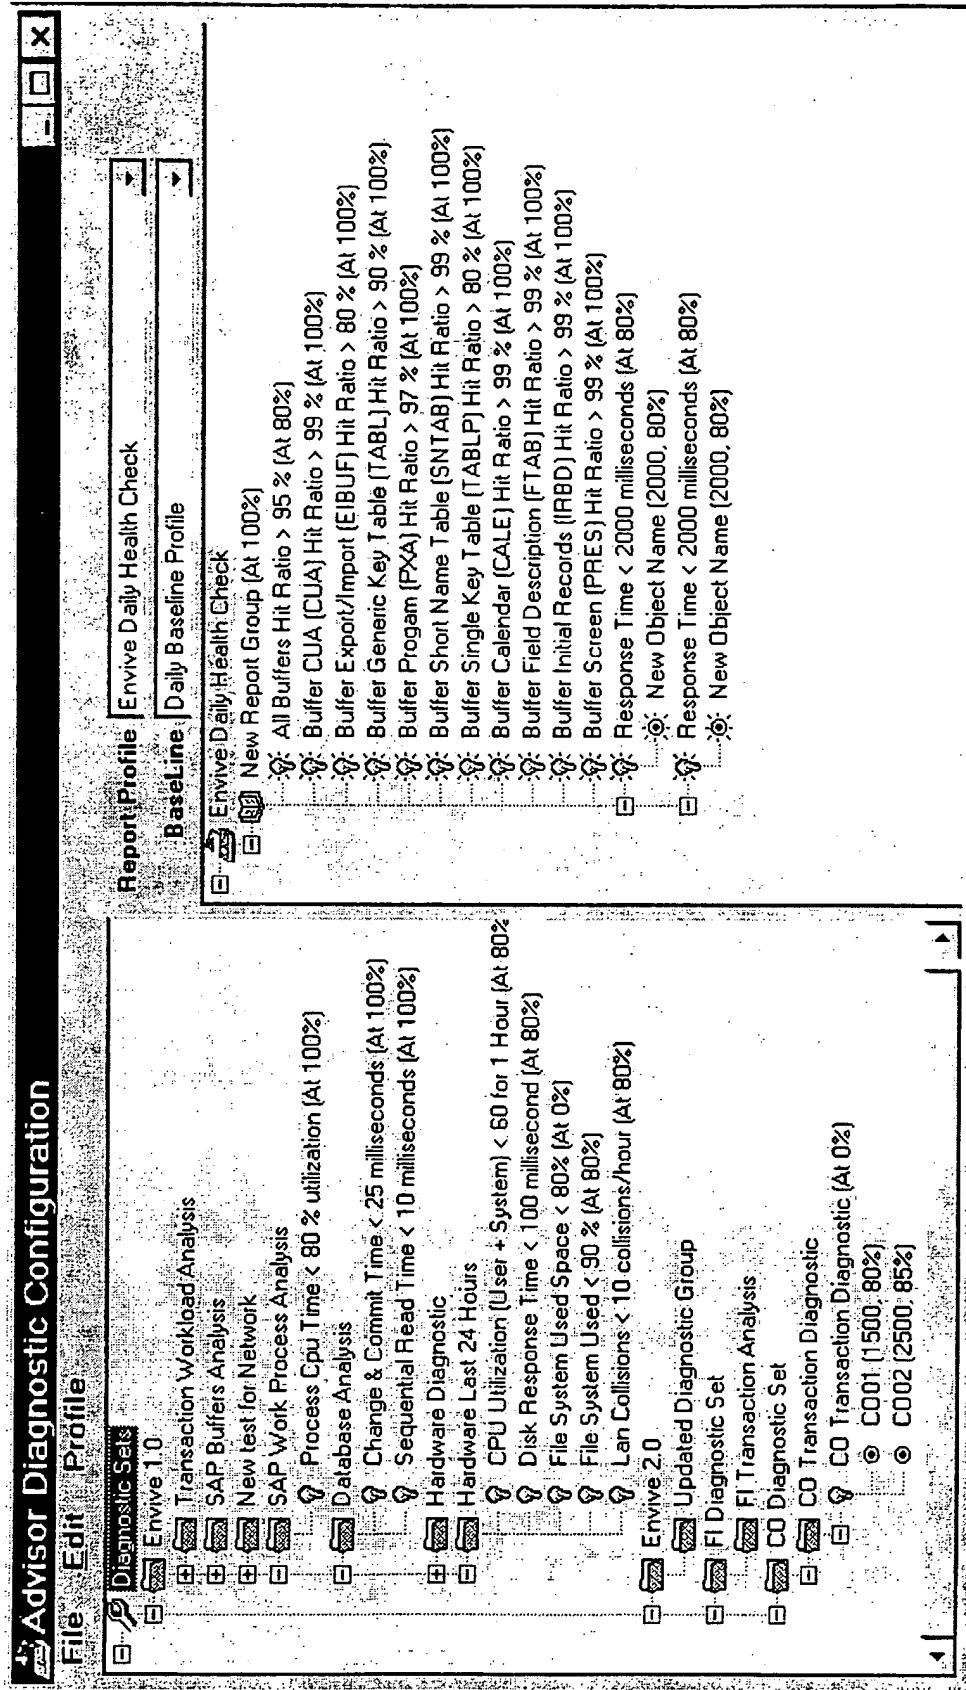 Advisor Diagnostic Configuration
File Edit Profile
Diagnostic Sets
Envive 1.0
Transaction Workload Analysis
SAP Buffers Analysis
New test for Network
SAP Work Process Analysis
Process Cpu Time < 80 % utilization (At 100%)
Database Analysis
Change & Commit Time < 25 milliseconds (At 100%)
Sequential Read Time < 10 milliseconds (At 100%)
Hardware Diagnostic
Hardware Last 24 Hours
CPU Utilization (User + System) < 60 for 1 Hour (At 80%
Disk Response Time < 100 millisecond (At 80%)
File System Used Space < 80% (At 0%)
File System Used < 90 % (At 80%)
Lan Collisions < 10 collisions/hour (At 80%)
Envive 2.0
Updated Diagnostic Group
FI Diagnostic Set
FI Transaction Analysis
CO Diagnostic Set
CO Transaction Diagnostic
CO Transaction Diagnostic (At 0%)
CO01 (1500, 80%)
CO02 (2500, 85%)
Report Profile Envive Daily Health Check
BaseLine Daily Baseline Profile
Envive Daily Health Check
New Report Group (At 100%)
All Buffers Hit Ratio > 95 % (At 80%)
Buffer CUA (CUA) Hit Ratio > 99 % (At 100%)
Buffer Export/Import (EIBUF) Hit Ratio > 80 % (At 100%)
Buffer Generic Key Table (TABL) Hit Ratio > 90 % (At 100%)
Buffer Progam (PXA) Hit Ratio > 97 % (At 100%)
Buffer Short Name Table (SNTAB) Hit Ratio > 99 % (At 100%)
Buffer Single Key Table (TABLP) Hit Ratio > 80 % (At 100%)
Buffer Calendar (CALE) Hit Ratio > 99 % (At 100%)
Buffer Field Description (FTAB) Hit Ratio > 99 % (At 100%)
Buffer Initial Records (IRBD) Hit Ratio > 99 % (At 100%)
Buffer Screen (PRES) Hit Ratio > 99 % (At 100%)
Response Time < 2000 milliseconds (At 80%)
New Object Name (2000, 80%)
Response Time < 2000 milliseconds (At 80%)
New Object Name (2000, 80%)